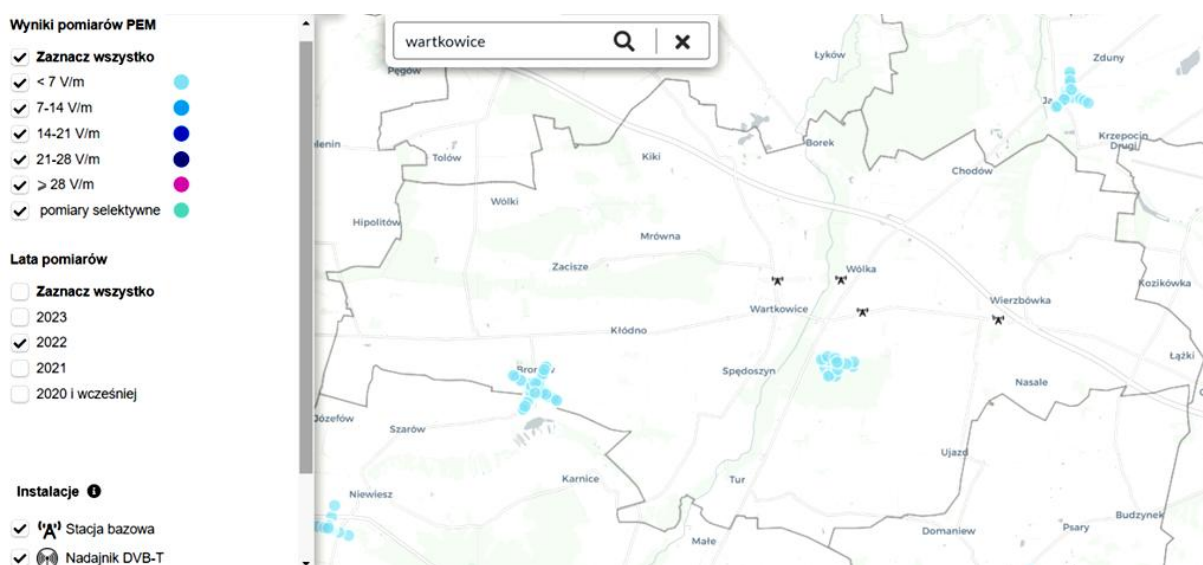 Wyniki pomiarów PEM
Zaznacz wszystko
< 7 V/m
7-14 V/m
14-21 V/m
21-28 V/m
⩾ 28 V/m
pomiary selektywne
Lata pomiarów
Zaznacz wszystko
2023
2022
2021
2020 i wcześniej
Instalacje
Stacja bazowa
Nadajnik DVB-T
wartkowice
Pęgów
Łyków
Zduny
Borek
Krzepocin
Drugi
Tolów
Kiki
Chodów
Wólki
Hipolitów
Mrówna
Zacisze
Wólka
Kozikówka
Wartkowice
Wierzbówka
Kłódno
Łążki
Spędoszyn
Nasale
Józefów
Szarów
Ujazd
Karnice
Tur
Niewiesz
Budzynek
Domaniew
Psary
Małe